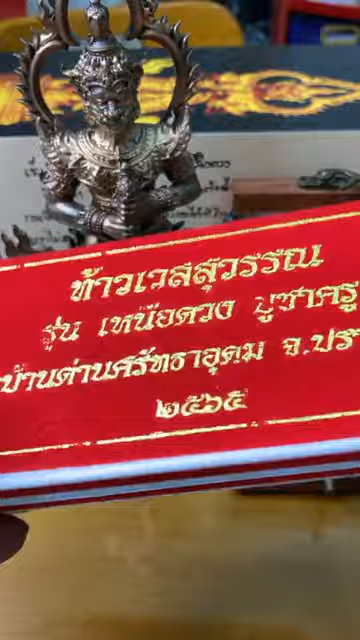 ท้าวเวสสุวรรณ
รุ่น เหนือดวง บูชาครู
บ้านด่านศรัทธาอุดม จ.ปรา
๒๕๖๕